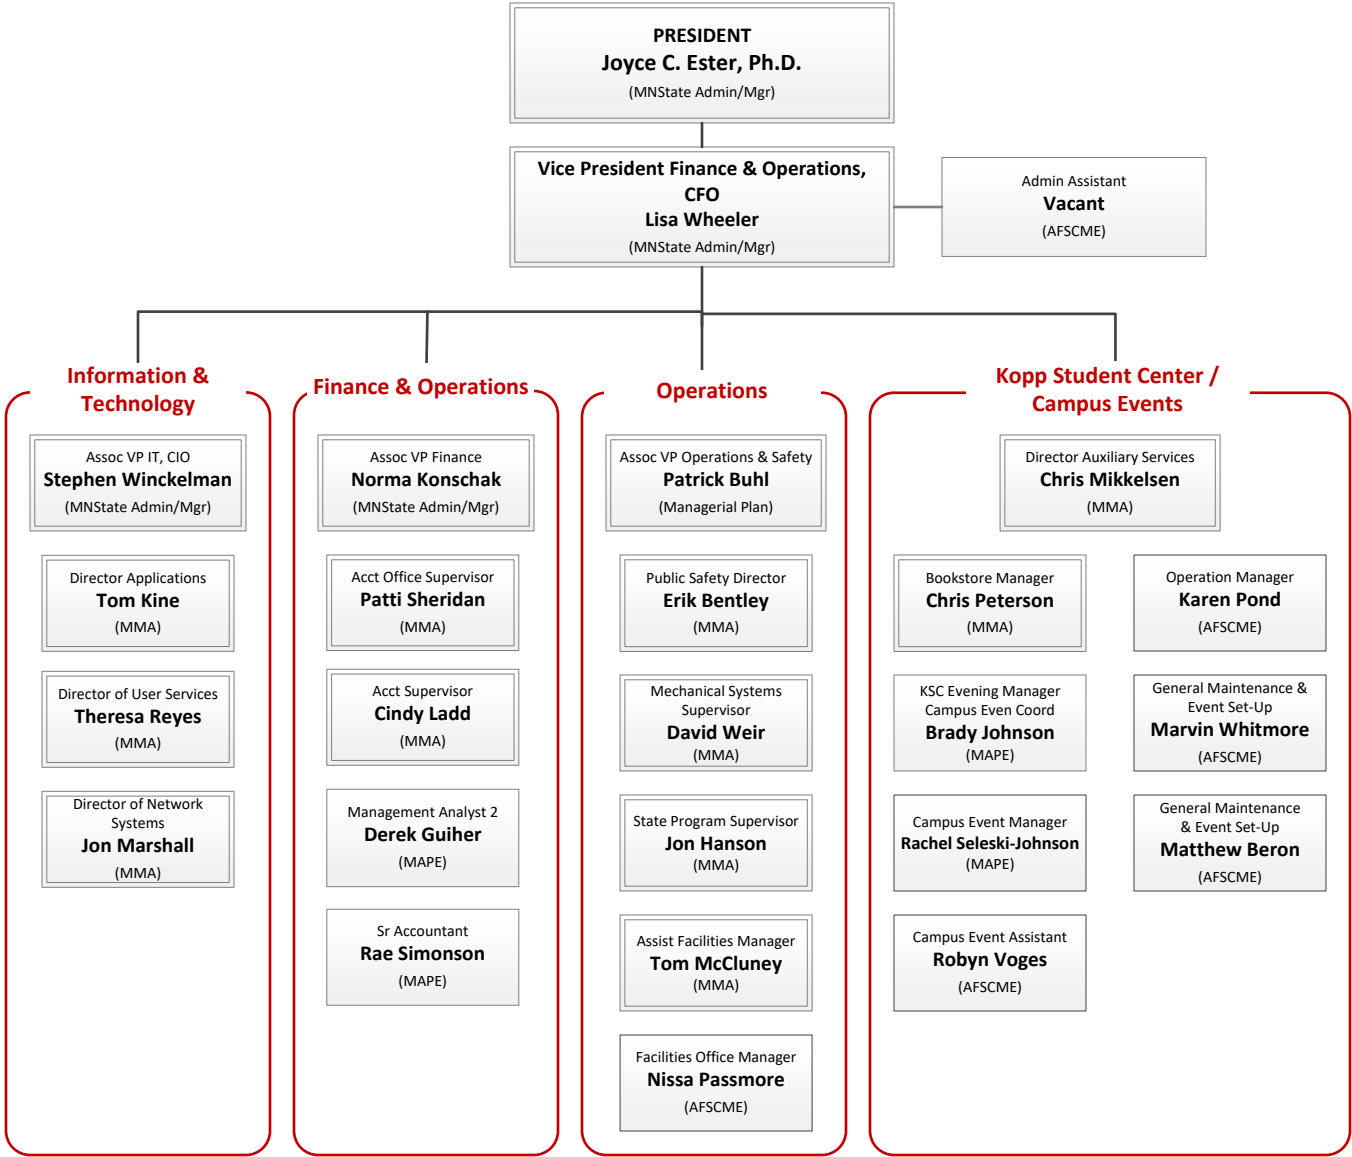 PRESIDENT
Joyce C. Ester, Ph.D.
(MNState Admin/Mgr)
Vice President Finance & Operations,
CFO
Lisa Wheeler
(MNState Admin/Mgr)
Admin Assistant
Vacant
(AFSCME)
Information &
Technology
Assoc VP IT, CIO
Stephen Winckelman
(MNState Admin/Mgr)
Director Applications
Tom Kine
(MMA)
Director of User Services
Theresa Reyes
(MMA)
Director of Network
Systems
Jon Marshall
(MMA)
Finance & Operations
Assoc VP Finance
Norma Konschak
(MNState Admin/Mgr)
Acct Office Supervisor
Patti Sheridan
(MMA)
Acct Supervisor
Cindy Ladd
(MMA)
Management Analyst 2
Derek Guiher
(MAPE)
Sr Accountant
Rae Simonson
(MAPE)
Operations
Assoc VP Operations & Safety
Patrick Buhl
(Managerial Plan)
Public Safety Director
Erik Bentley
(MMA)
Mechanical Systems
Supervisor
David Weir
(MMA)
State Program Supervisor
Jon Hanson
(MMA)
Assist Facilities Manager
Tom McCluney
(MMA)
Facilities Office Manager
Nissa Passmore
(AFSCME)
Kopp Student Center /
Campus Events
Director Auxiliary Services
Chris Mikkelsen
(MMA)
Bookstore Manager
Chris Peterson
(MMA)
KSC Evening Manager
Campus Even Coord
Brady Johnson
(MAPE)
Campus Event Manager
Rachel Seleski-Johnson
(MAPE)
Campus Event Assistant
Robyn Voges
(AFSCME)
Operation Manager
Karen Pond
(AFSCME)
General Maintenance &
Event Set-Up
Marvin Whitmore
(AFSCME)
General Maintenance
& Event Set-Up
Matthew Beron
(AFSCME)